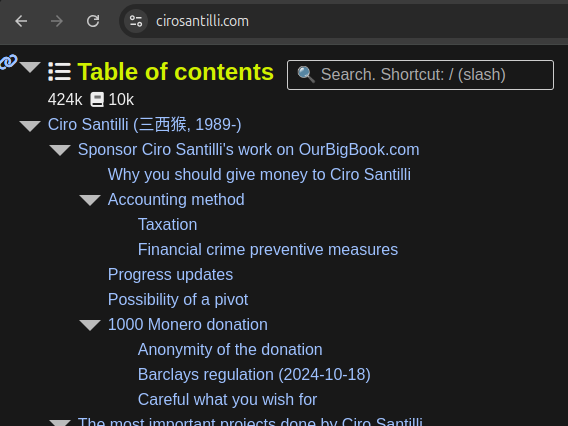 cirosantilli.com
Table of contents
🔍 Search. Shortcut: / (slash)
424k 10k
Ciro Santilli (三西猴, 1989-)
Sponsor Ciro Santilli's work on OurBigBook.com
Why you should give money to Ciro Santilli
Accounting method
Taxation
Financial crime preventive measures
Progress updates
Possibility of a pivot
1000 Monero donation
Anonymity of the donation
Barclays regulation (2024-10-18)
Careful what you wish for
The most important projects done by Ciro Santilli